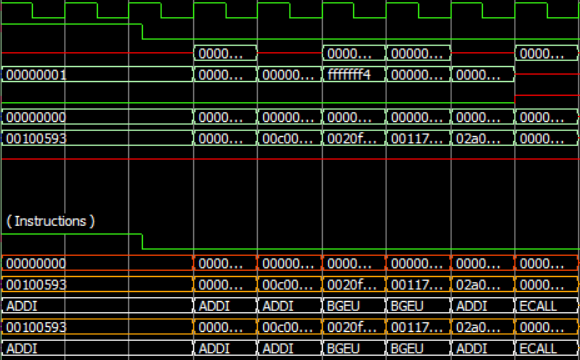 0000... 0000... 0000... 0000...
00000001 0000... 00000... fffffff4 00000... 0000...
00000000 0000... 00000... 0000... 0000... 0000... 0000...
00100593 0000... 00c00... 0020f... 00117... 02a0... 0000...
( Instructions )
00000000 0000... 00000... 0000... 0000... 0000... 0000...
00100593 0000... 00c00... 0020f... 00117... 02a0... 0000...
ADDI ADDI ADDI BGEU BGEU ADDI ECALL
00100593 0000... 00c00... 0020f... 00117... 02a0... 0000...
ADDI ADDI ADDI BGEU BGEU ADDI ECALL